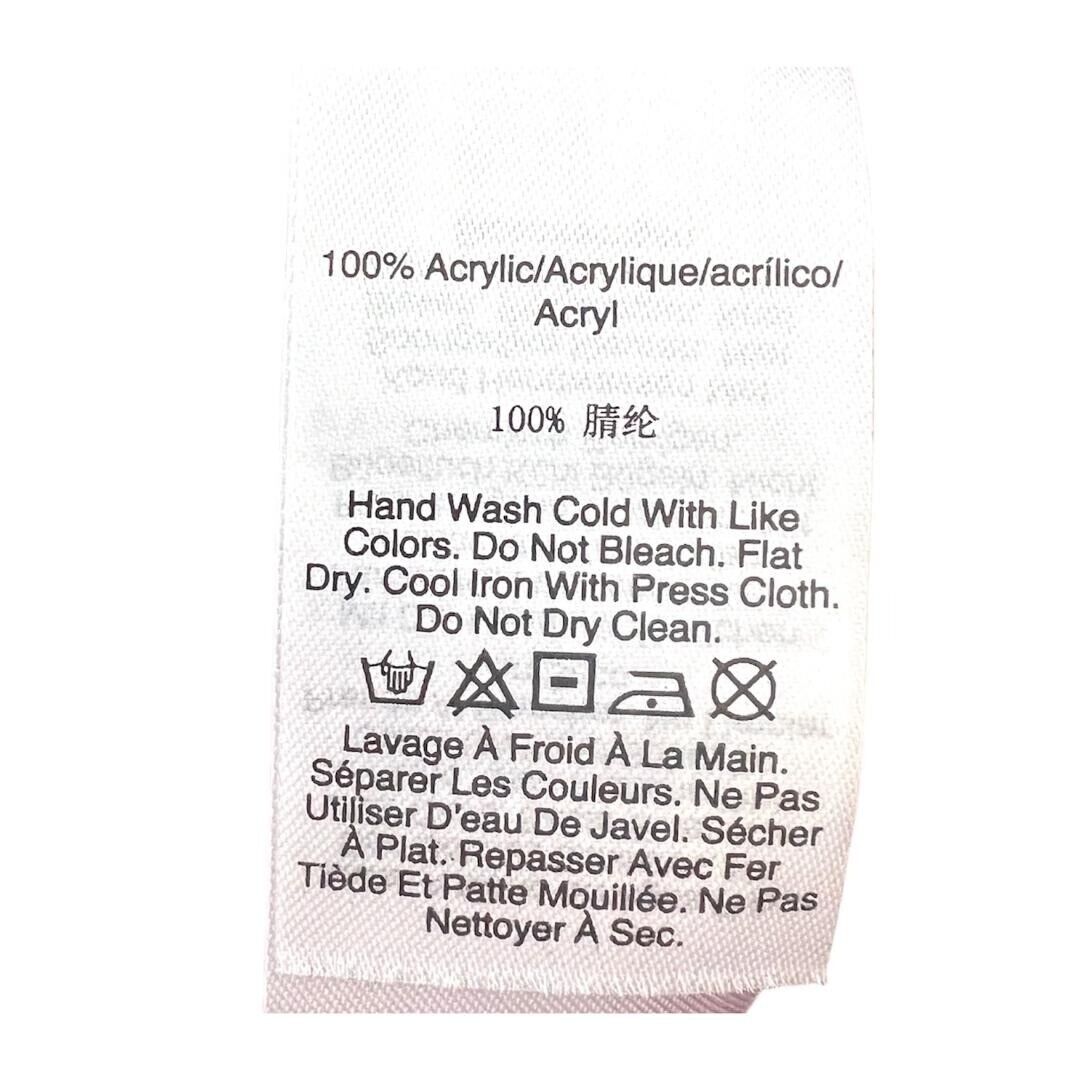 100% Acrylic/Acrylique/acrílico/
Acryl
100% 腈纶
Hand Wash Cold With Like
Colors. Do Not Bleach. Flat
Dry. Cool Iron With Press Cloth.
Do Not Dry Clean.
Lavage À Froid À La Main.
Séparer Les Couleurs. Ne Pas
Utiliser D'eau De Javel. Sécher
À Plat. Repasser Avec Fer
Tiède Et Patte Mouillée. Ne Pas
Nettoyer À Sec.